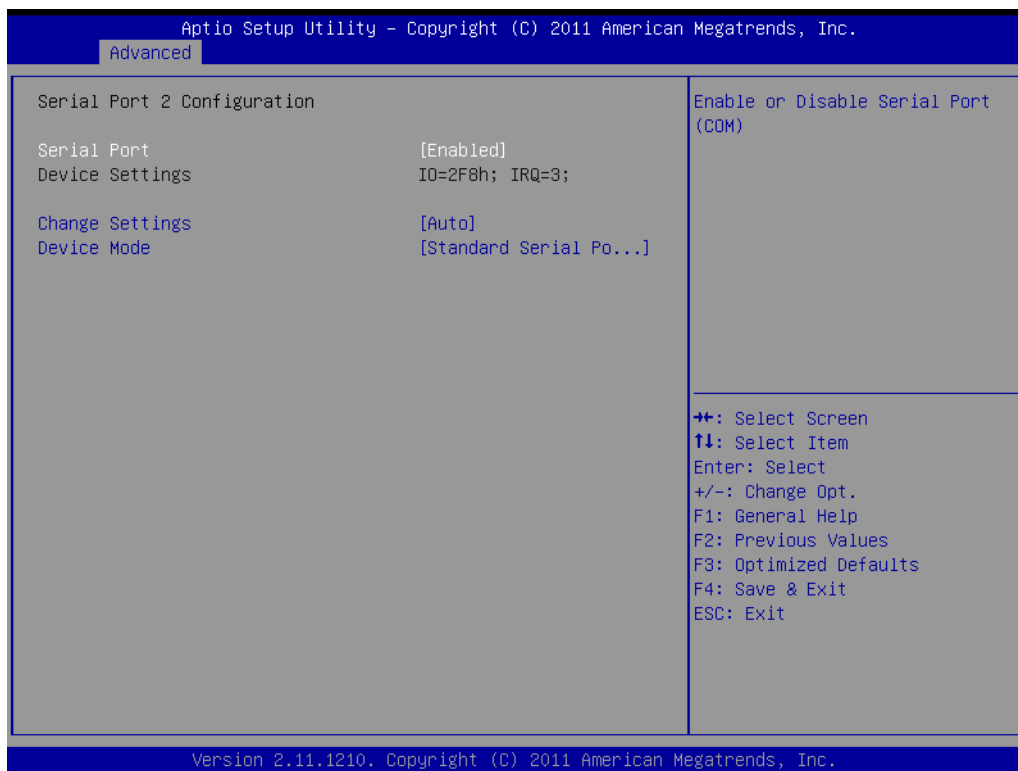 Aptio Setup Utility – Copyright (C) 2011 American Megatrends, Inc.
Advanced
Serial Port 2 Configuration
Serial Port [Enabled]
Device Settings IO=2F8h; IRQ=3;
Change Settings [Auto]
Device Mode [Standard Serial Po...]
Enable or Disable Serial Port
(COM)
→←: Select Screen
↑↓: Select Item
Enter: Select
+/-: Change Opt.
F1: General Help
F2: Previous Values
F3: Optimized Defaults
F4: Save & Exit
ESC: Exit
Version 2.11.1210. Copyright (C) 2011 American Megatrends, Inc.